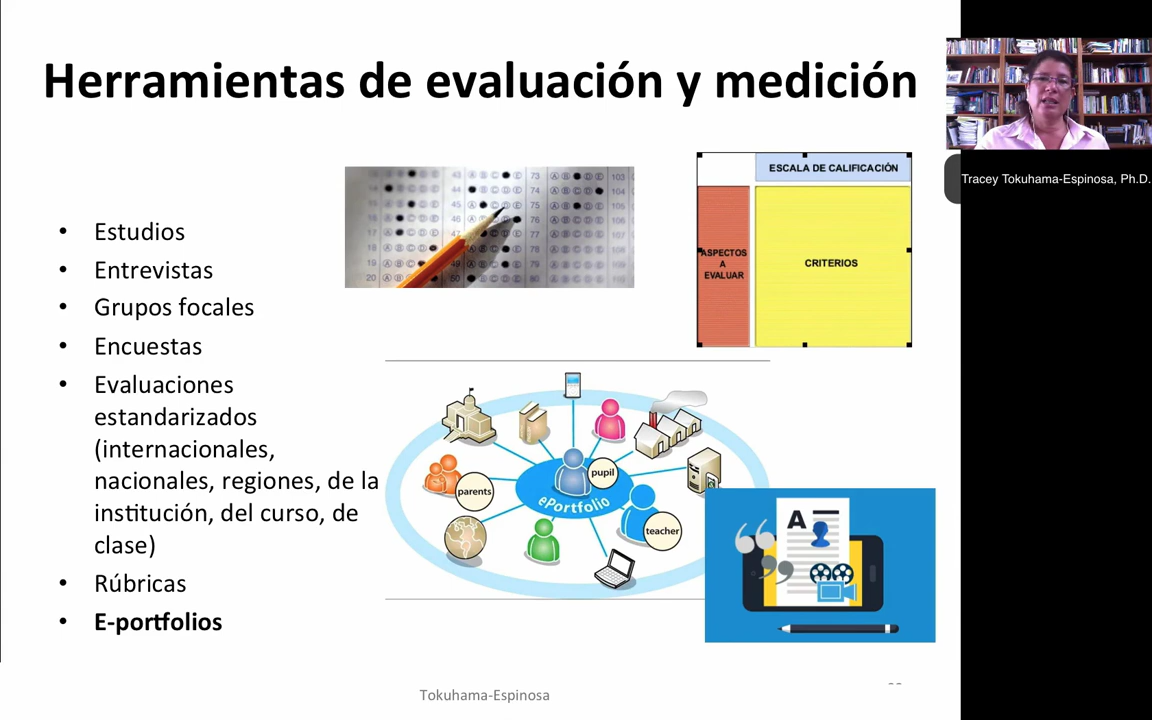 Herramientas de evaluación y medición
Tracey Tokuhama-Espinosa, Ph.D.
• Estudios
• Entrevistas
• Grupos focales
• Encuestas
• Evaluaciones
estandarizados
(internacionales,
nacionales, regiones, de la
institución, del curso, de
clase)
• Rúbricas
• E-portfolios
ESCALA DE CALIFICACIÓN
ASPECTOS
A
EVALUAR
CRITERIOS
pupil
ePortfolio
parents
teacher
A
Tokuhama-Espinosa